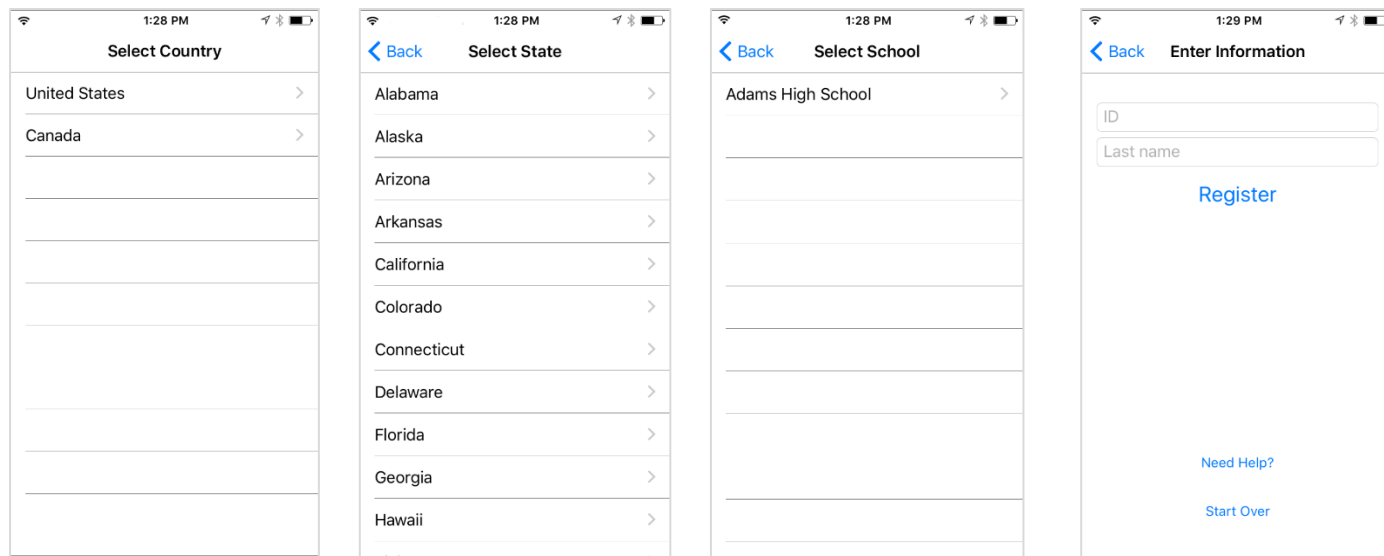 1:28 PM
Select Country
United States
Canada
1:28 PM
Back
Select State
Alabama
Alaska
Arizona
Arkansas
California
Colorado
Connecticut
Delaware
Florida
Georgia
Hawaii
1:28 PM
Back
Select School
Adams High School
1:29 PM
Back
Enter Information
ID
Last name
Register
Need Help?
Start Over